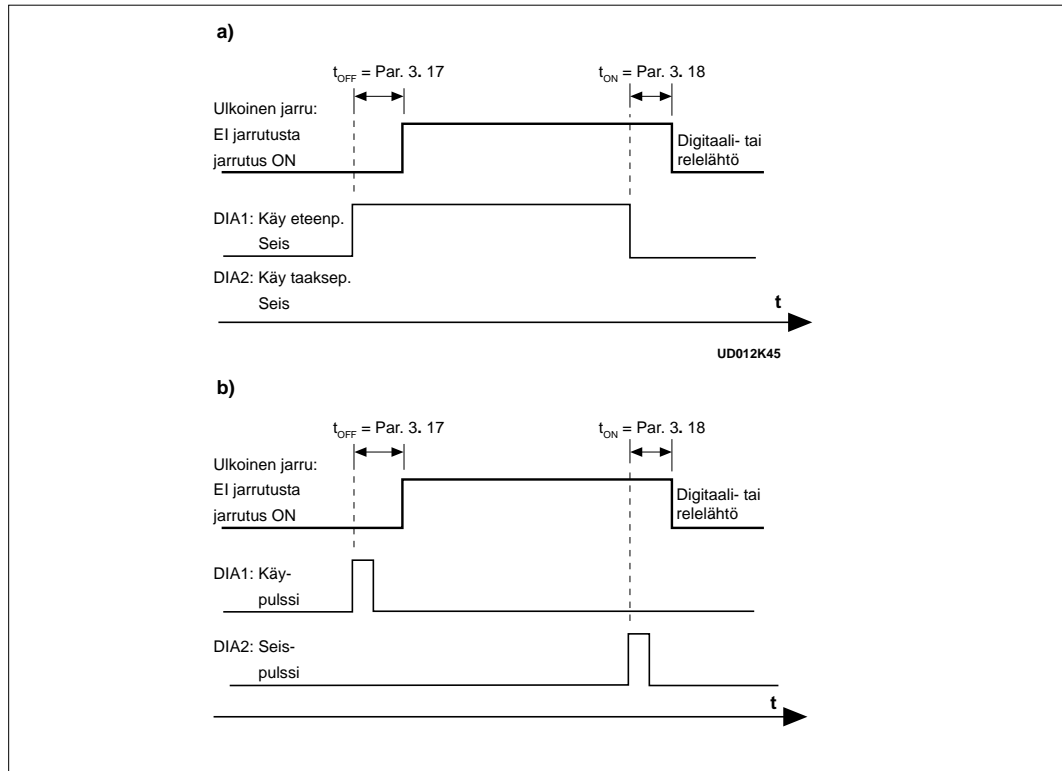 a)
t_OFF = Par. 3. 17
t_ON = Par. 3. 18
Ulkoinen jarru:
EI jarrutusta
jarrutus ON
Digitaali- tai
relelähtö
DIA1: Käy eteenp.
Seis
DIA2: Käy taaksep.
Seis
t
UD012K45
b)
t_OFF = Par. 3. 17
t_ON = Par. 3. 18
Ulkoinen jarru:
EI jarrutusta
jarrutus ON
Digitaali- tai
relelähtö
DIA1: Käy-
pulssi
DIA2: Seis-
pulssi
t